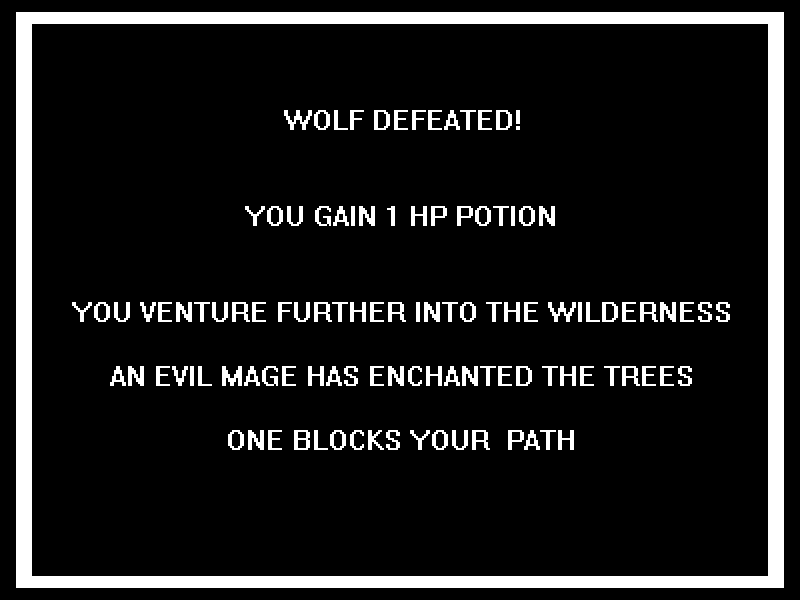 WOLF DEFEATED!
YOU GAIN 1 HP POTION
YOU VENTURE FURTHER INTO THE WILDERNESS
AN EVIL MAGE HAS ENCHANTED THE TREES
ONE BLOCKS YOUR  PATH